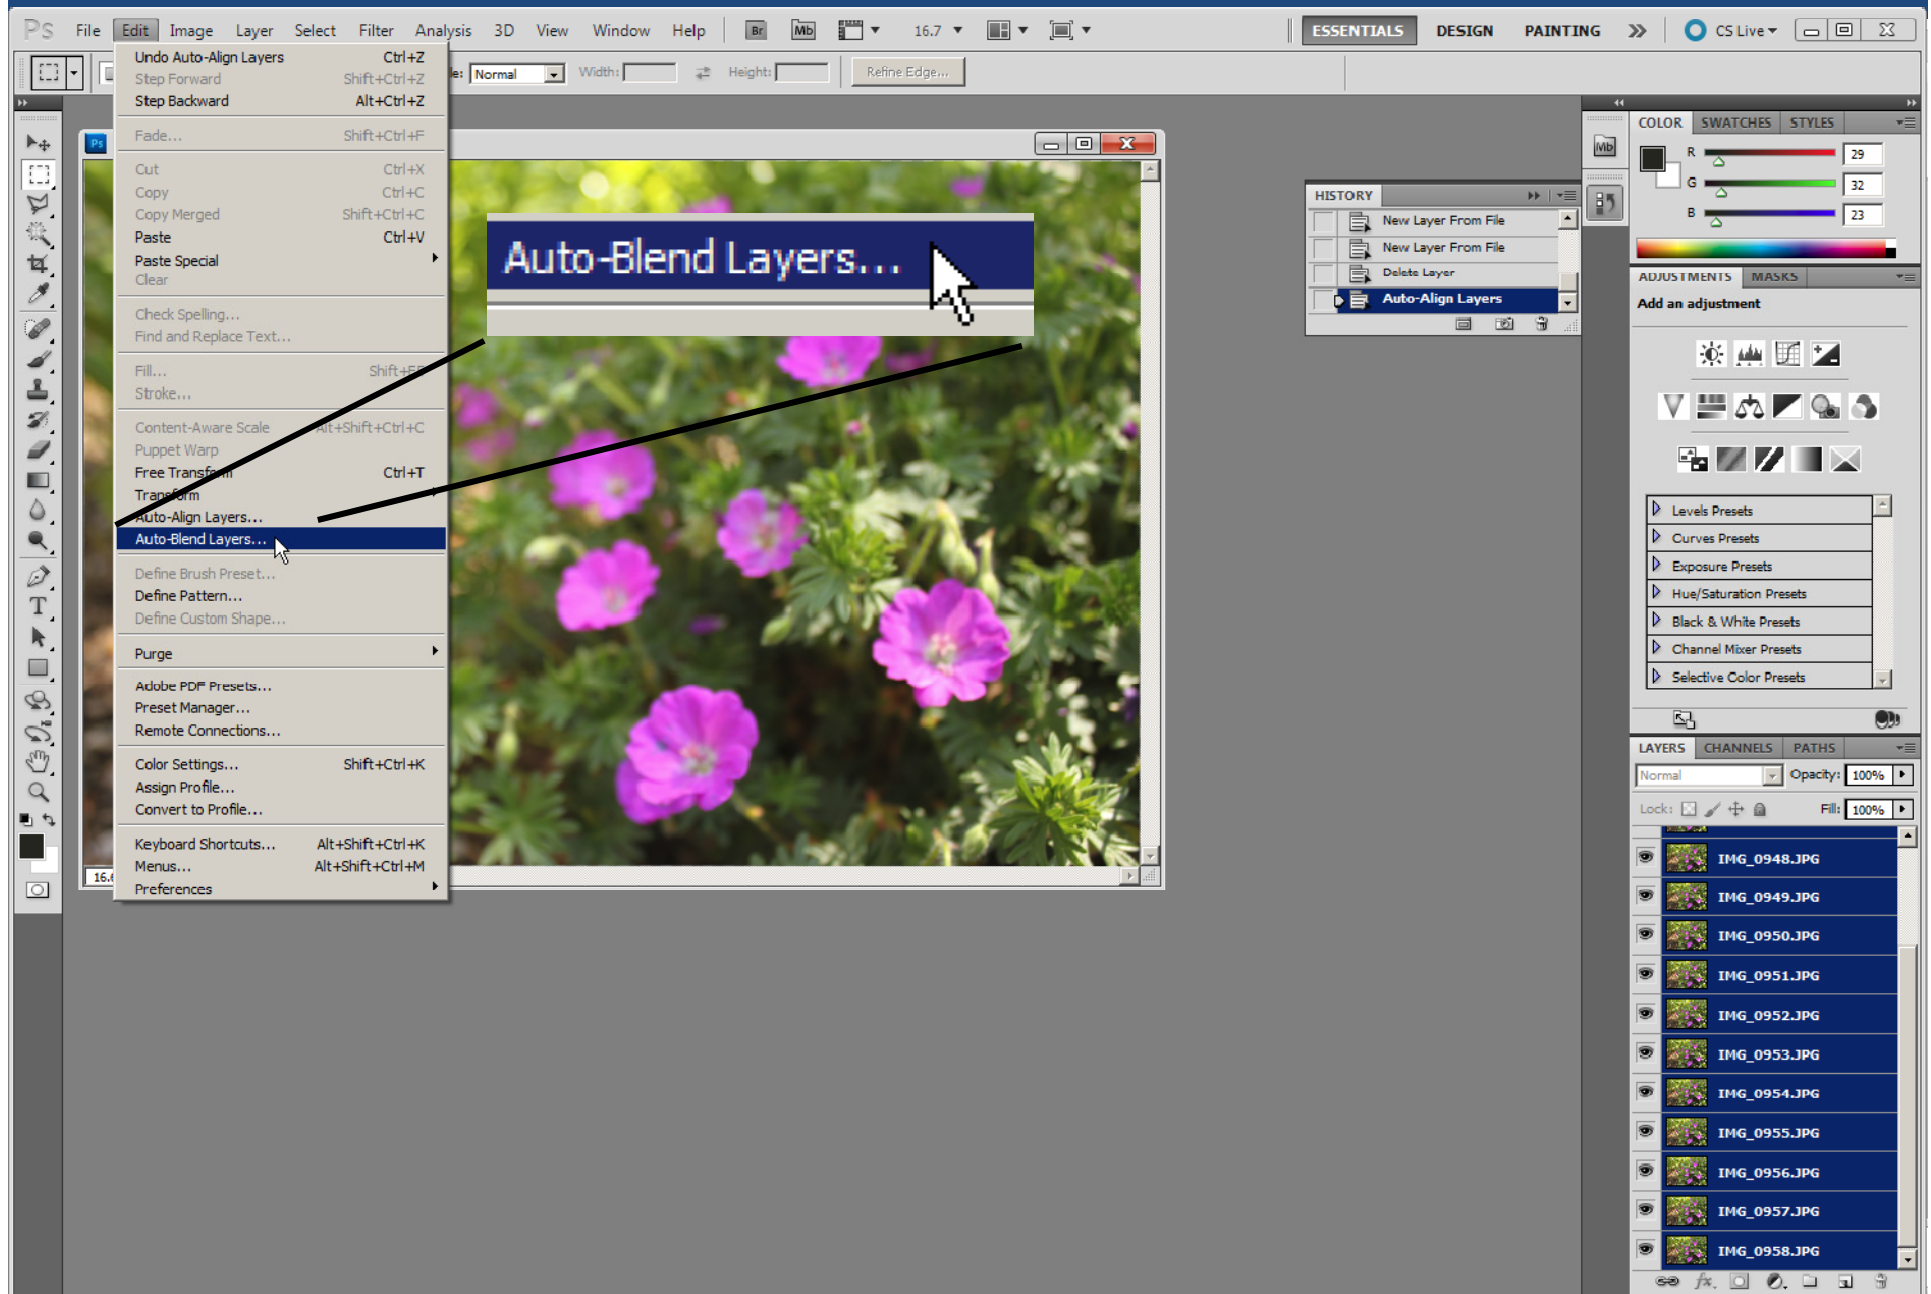 Ps File Edit Image Layer Select Filter Analysis 3D View Window Help Br Mb 16.7 ESSENTIALS DESIGN PAINTING CS Live
Normal Width: Height: Refine Edge...
Undo Auto-Align Layers Ctrl+Z
Step Forward Shift+Ctrl+Z
Step Backward Alt+Ctrl+Z
Fade... Shift+Ctrl+F
Cut Ctrl+X
Copy Ctrl+C
Copy Merged Shift+Ctrl+C
Paste Ctrl+V
Paste Special
Clear
Check Spelling...
Find and Replace Text...
Fill...
Stroke...
Content-Aware Scale Alt+Shift+Ctrl+C
Puppet Warp
Free Transform Ctrl+T
Transform
Auto-Align Layers...
Auto-Blend Layers...
Define Brush Preset...
Define Pattern...
Define Custom Shape...
Purge
Adobe PDF Presets...
Preset Manager...
Remote Connections...
Color Settings... Shift+Ctrl+K
Assign Profile...
Convert to Profile...
Keyboard Shortcuts... Alt+Shift+Ctrl+K
Menus... Alt+Shift+Ctrl+M
Preferences
Ps
Auto-Blend Layers...
HISTORY
New Layer From File
New Layer From File
Delete Layer
Auto-Align Layers
Mb
COLOR SWATCHES STYLES
R 29
G 32
B 23
ADJUSTMENTS MASKS
Add an adjustment
Levels Presets
Curves Presets
Exposure Presets
Hue/Saturation Presets
Black & White Presets
Channel Mixer Presets
Selective Color Presets
LAYERS CHANNELS PATHS
Normal Opacity: 100%
Lock: Fill: 100%
IMG_0948.JPG
IMG_0949.JPG
IMG_0950.JPG
IMG_0951.JPG
IMG_0952.JPG
IMG_0953.JPG
IMG_0954.JPG
IMG_0955.JPG
IMG_0956.JPG
IMG_0957.JPG
IMG_0958.JPG
fx.